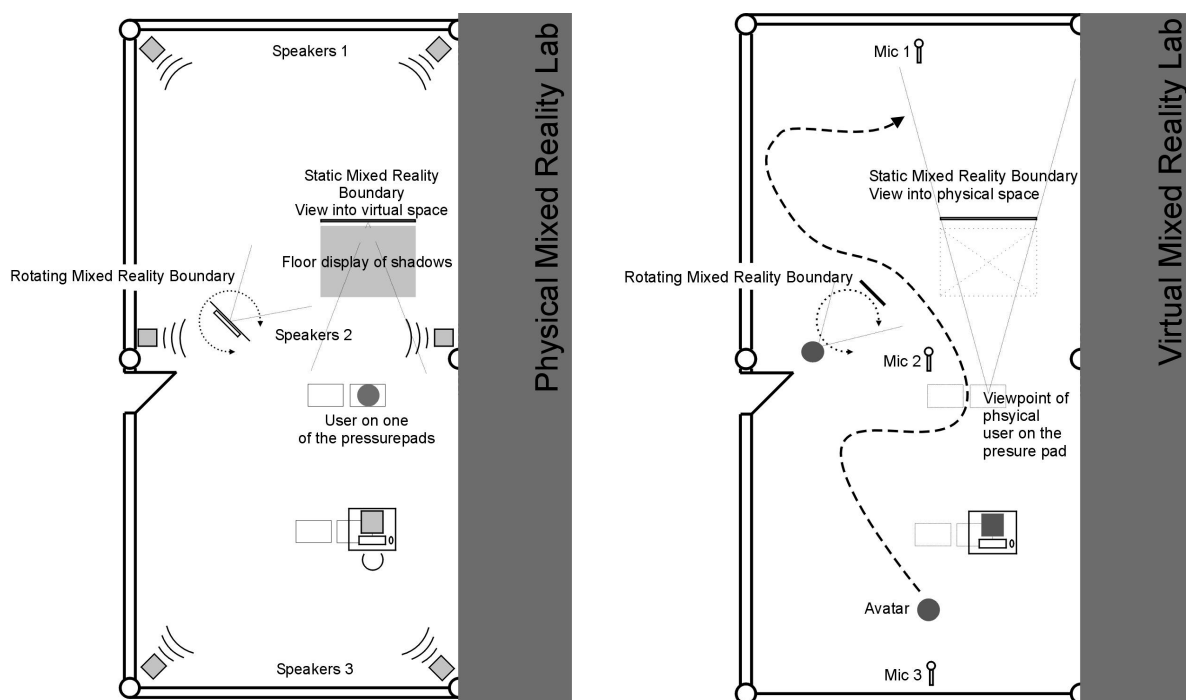 Speakers 1
Static Mixed Reality
Boundary
View into virtual space
Floor display of shadows
Rotating Mixed Reality Boundary
Speakers 2
User on one
of the pressurepads
Speakers 3
Physical Mixed Reality Lab
Mic 1
Static Mixed Reality Boundary
View into physical space
Rotating Mixed Reality Boundary
Mic 2
Viewpoint of
phsyical
user on the
presure pad
Avatar
Mic 3
Virtual Mixed Reality Lab